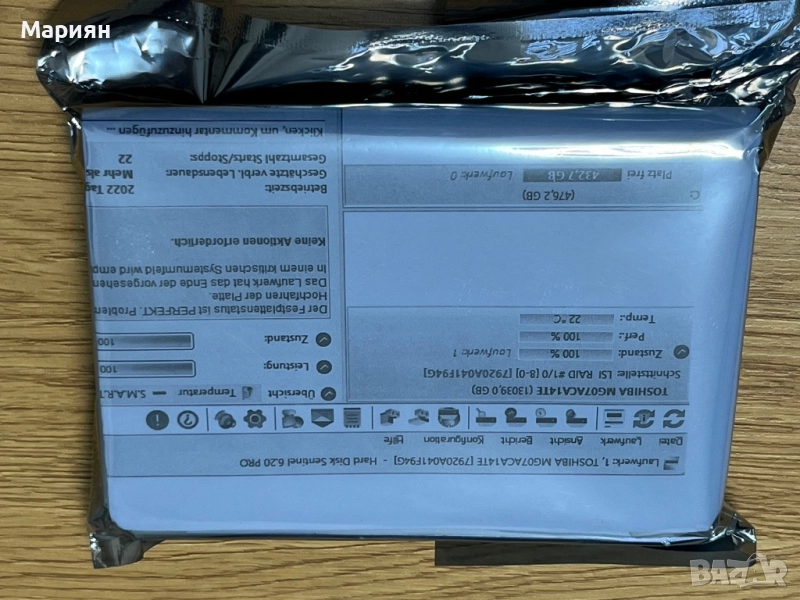 Мариян
Laufwerk: 1, TOSHIBA MG07ACA14TE [7920A041F94G] - Hard Disk Sentinel 6.20 PRO
Datei Laufwerk Ansicht Bericht Konfiguration Hilfe
TOSHIBA MG07ACA14TE (13039,0 GB)
Schnittstelle: LSI RAID #1/0 [8-0] [7920A041F94G]
Zustand: 100 % Laufwerk: 1
Perf.: 100 %
Temp.: 22 °C
C: (476,2 GB)
Platz frei 432,7 GB Laufwerk: 0
Übersicht Temperatur S.M.A.R.T
Leistung: 100
Zustand: 100
Der Festplattenstatus ist PERFEKT. Problem
Hochfahren der Platte.
Das Laufwerk hat das Ende der vorgesehen
In einem kritischen Systemumfeld wird emp
Keine Aktionen erforderlich.
Betriebszeit: 2022 Tag
Geschätzte verbl. Lebensdauer: Mehr als
Gesamtzahl Starts/Stopps: 22
Klicken, um Kommentar hinzuzufügen ...
BAZAR